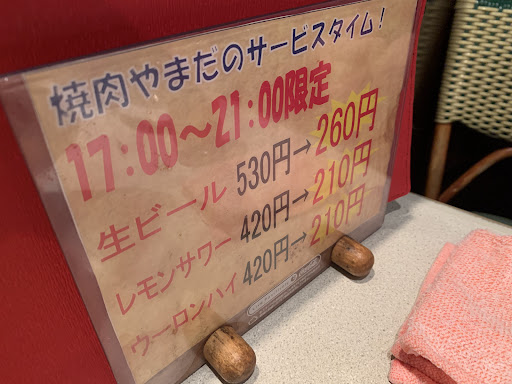 焼肉やまだのサービスタイム!
17:00〜21:00限定
生ビール 530円→260円
レモンサワー 420円→210円
ウーロンハイ 420円→210円